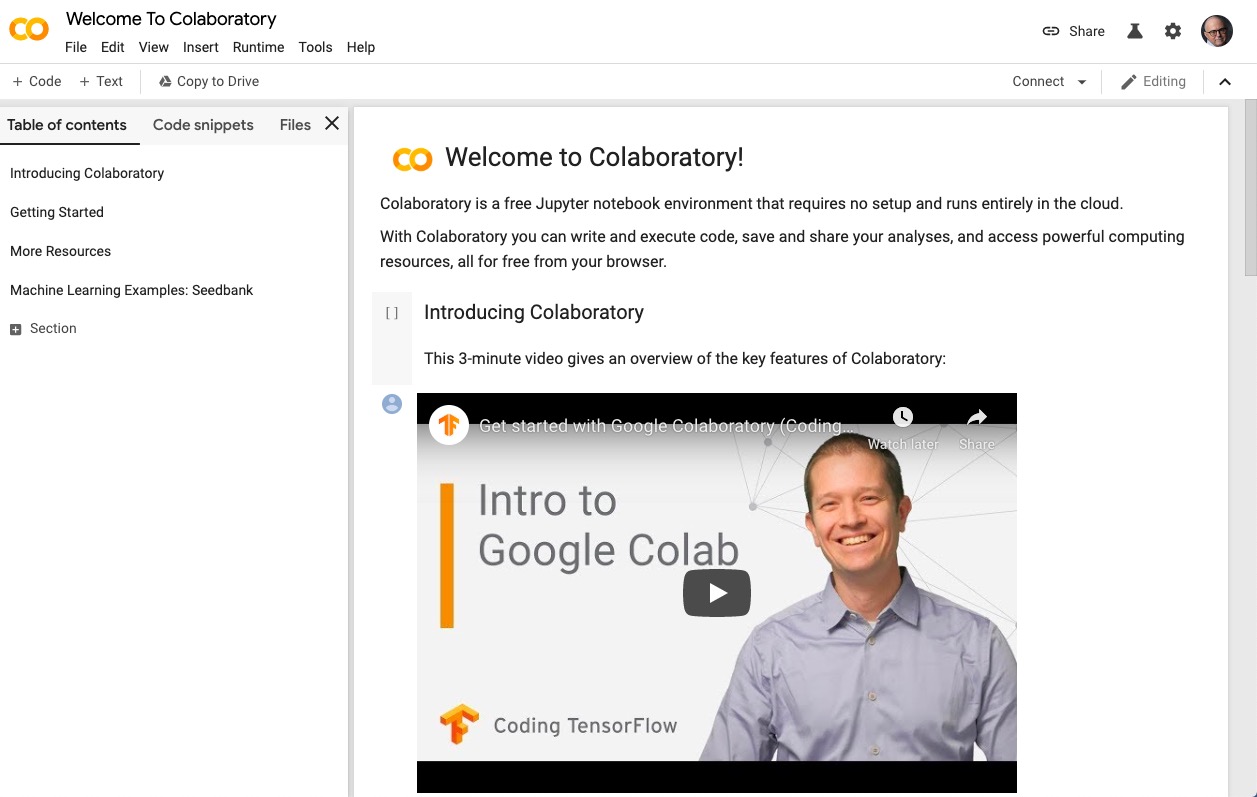 Welcome To Colaboratory
File Edit View Insert Runtime Tools Help
Share
+ Code + Text Copy to Drive
Connect Editing
Table of contents Code snippets Files
Introducing Colaboratory
Getting Started
More Resources
Machine Learning Examples: Seedbank
Section
Welcome to Colaboratory!
Colaboratory is a free Jupyter notebook environment that requires no setup and runs entirely in the cloud.
With Colaboratory you can write and execute code, save and share your analyses, and access powerful computing
resources, all for free from your browser.
[ ] Introducing Colaboratory
This 3-minute video gives an overview of the key features of Colaboratory:
Get started with Google Colaboratory (Coding...
Watch later Share
Intro to
Google Colab
Coding TensorFlow